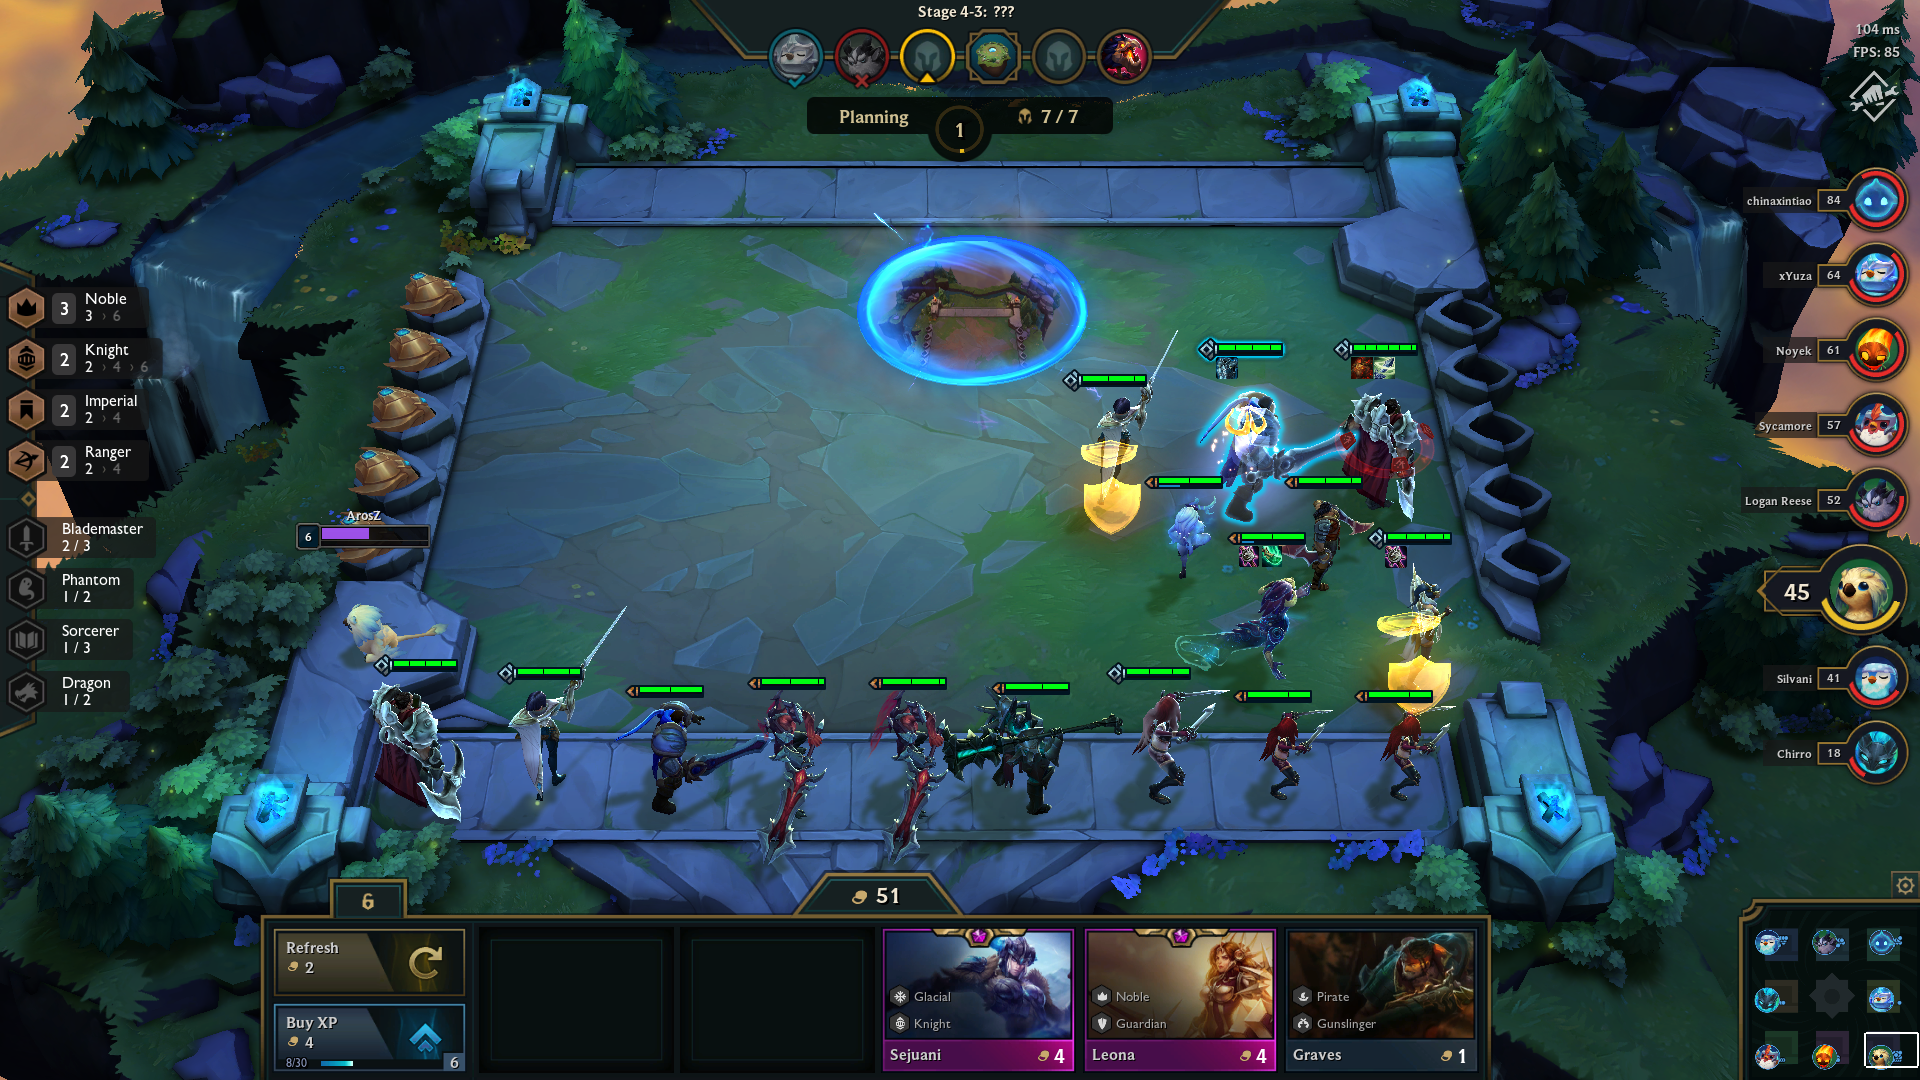 Stage 4-3: ???
104 ms
FPS: 85
Planning
1
7 / 7
chinaxintiao 84
xYuza 64
Noyek 61
Sycamore 57
Logan Reese 52
45
Silvani 41
Chirro 18
3 Noble
3 › 6
2 Knight
2 › 4 › 6
2 Imperial
2 › 4
2 Ranger
2 › 4
Blademaster
2 / 3
Phantom
1 / 2
Sorcerer
1 / 3
Dragon
1 / 2
ArosZ
6
6
51
Refresh
2
Buy XP
4
8/30
6
Glacial
Knight
Sejuani 4
Noble
Guardian
Leona 4
Pirate
Gunslinger
Graves 1